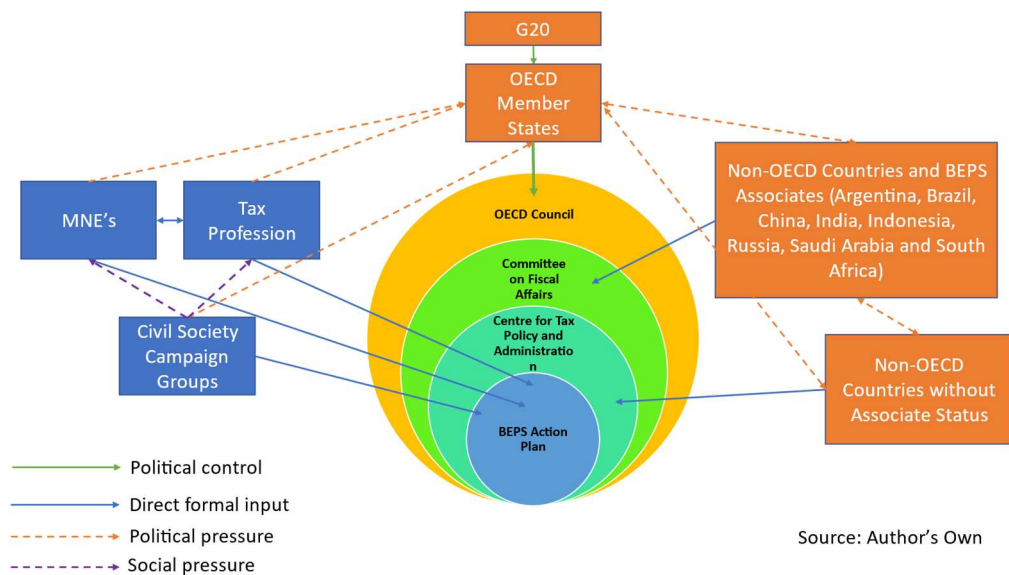 G20
OECD
Member
States
Non-OECD Countries and BEPS
Associates (Argentina, Brazil,
China, India, Indonesia,
Russia, Saudi Arabia and South
Africa)
MNE's
Tax
Profession
OECD Council
Committee
on Fiscal
Affairs
Centre for Tax
Policy and
Administratio
n
Civil Society
Campaign
Groups
Non-OECD
Countries without
Associate Status
BEPS Action
Plan
Political control
Direct formal input
Political pressure
Social pressure
Source: Author's Own